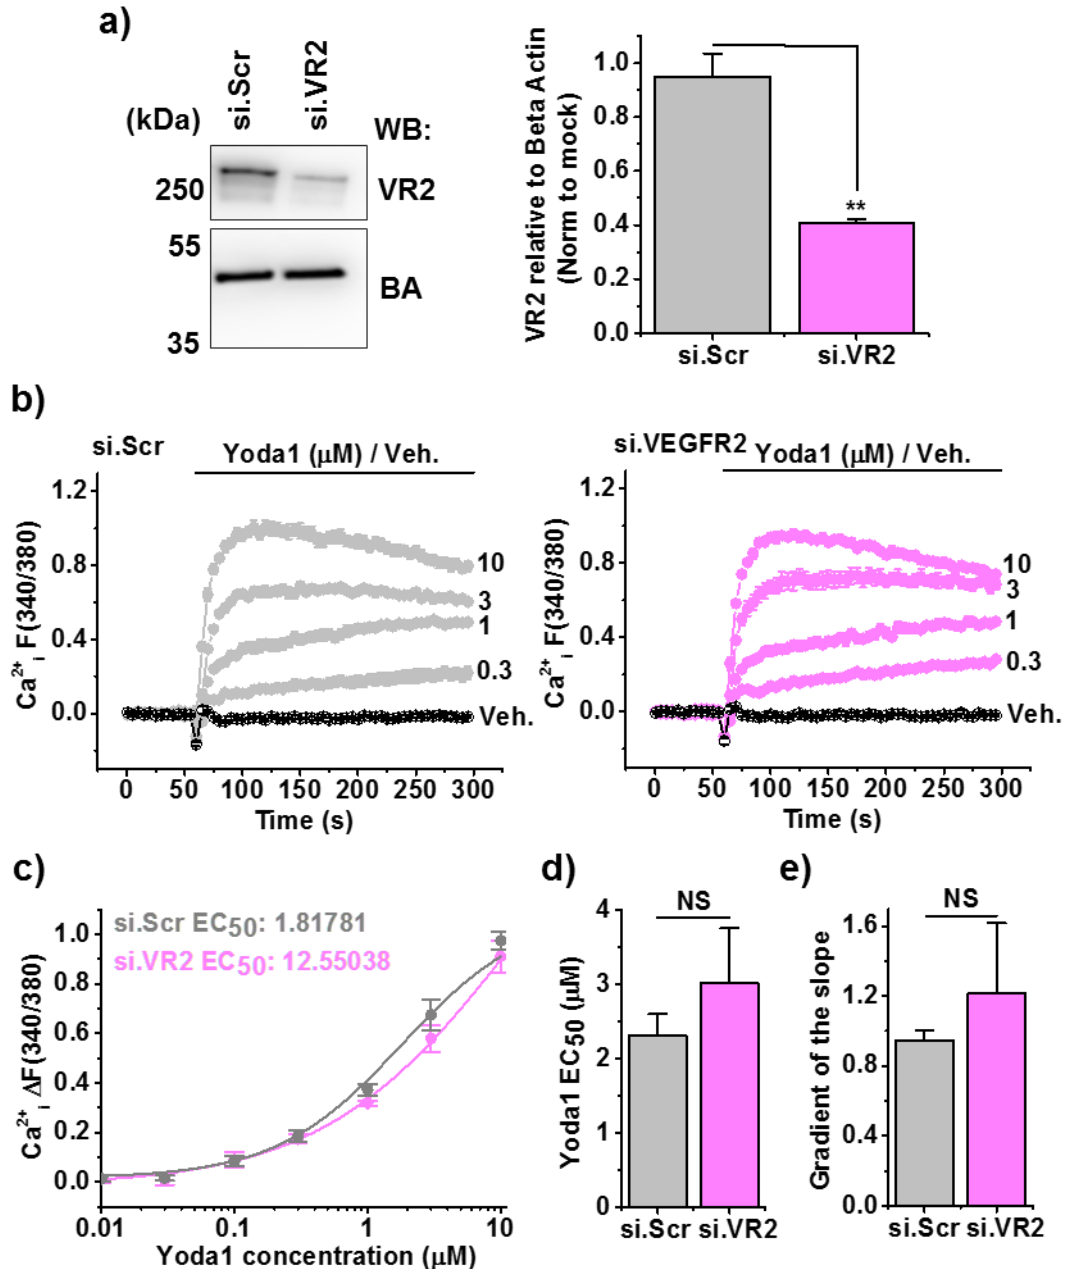 a)
si.Scr
si.VR2
(kDa)
WB:
250
VR2
55
BA
35
VR2 relative to Beta Actin
(Norm to mock)
1.0
0.8
0.6
0.4
0.2
0.0
**
si.Scr
si.VR2
b)
si.Scr
Yoda1 (μM) / Veh.
Ca²⁺ᵢ F(340/380)
1.2
0.8
0.4
0.0
10
3
1
0.3
Veh.
0 50 100 150 200 250 300
Time (s)
si.VEGFR2
Yoda1 (μM) / Veh.
Ca²⁺ᵢ F(340/380)
1.2
0.8
0.4
0.0
10
3
1
0.3
Veh.
0 50 100 150 200 250 300
Time (s)
c)
si.Scr EC₅₀: 1.81781
si.VR2 EC₅₀: 12.55038
Ca²⁺ᵢ ΔF(340/380)
1.0
0.8
0.6
0.4
0.2
0.0
0.01 0.1 1 10
Yoda1 concentration (μM)
d)
NS
Yoda1 EC₅₀ (μM)
4
3
2
1
0
si.Scr si.VR2
e)
NS
Gradient of the slope
1.6
1.2
0.8
0.4
0.0
si.Scr si.VR2